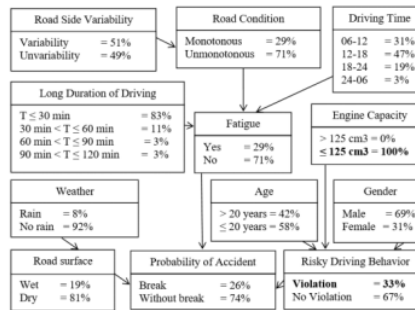 Road Side Variability
Variability = 51%
Unvariability = 49%
Road Condition
Monotonous = 29%
Unmonotonous = 71%
Driving Time
06-12 = 31%
12-18 = 47%
18-24 = 19%
24-06 = 3%
Long Duration of Driving
T ≤ 30 min = 83%
30 min < T ≤ 60 min = 11%
60 min < T ≤ 90 min = 3%
90 min < T ≤ 120 min = 3%
Fatigue
Yes = 29%
No = 71%
Engine Capacity
> 125 cm3 = 0%
≤ 125 cm3 = 100%
Weather
Rain = 8%
No rain = 92%
Age
> 20 years = 42%
≤ 20 years = 58%
Gender
Male = 69%
Female = 31%
Road surface
Wet = 19%
Dry = 81%
Probability of Accident
Break = 26%
Without break = 74%
Risky Driving Behavior
Violation = 33%
No Violation = 67%